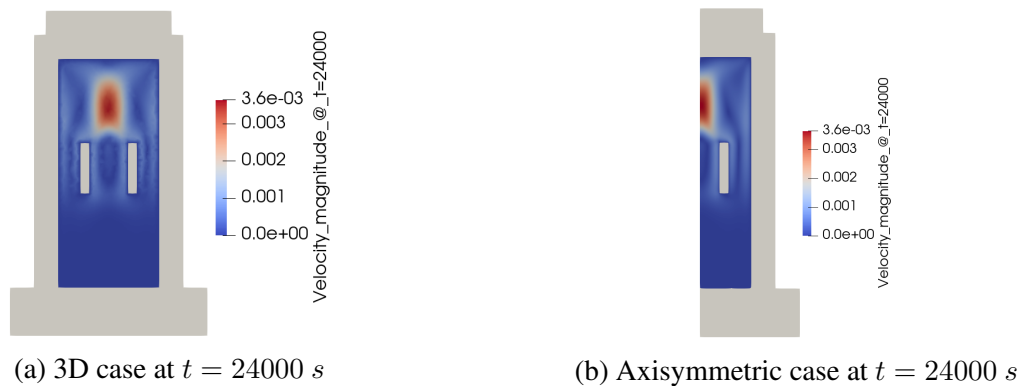 3.6e-03
0.003
0.002
0.001
0.0e+00
Velocity_magnitude_@_t=24000
3.6e-03
0.003
0.002
0.001
0.0e+00
Velocity_magnitude_@_t=24000
(a) 3D case at t = 24000 s
(b) Axisymmetric case at t = 24000 s